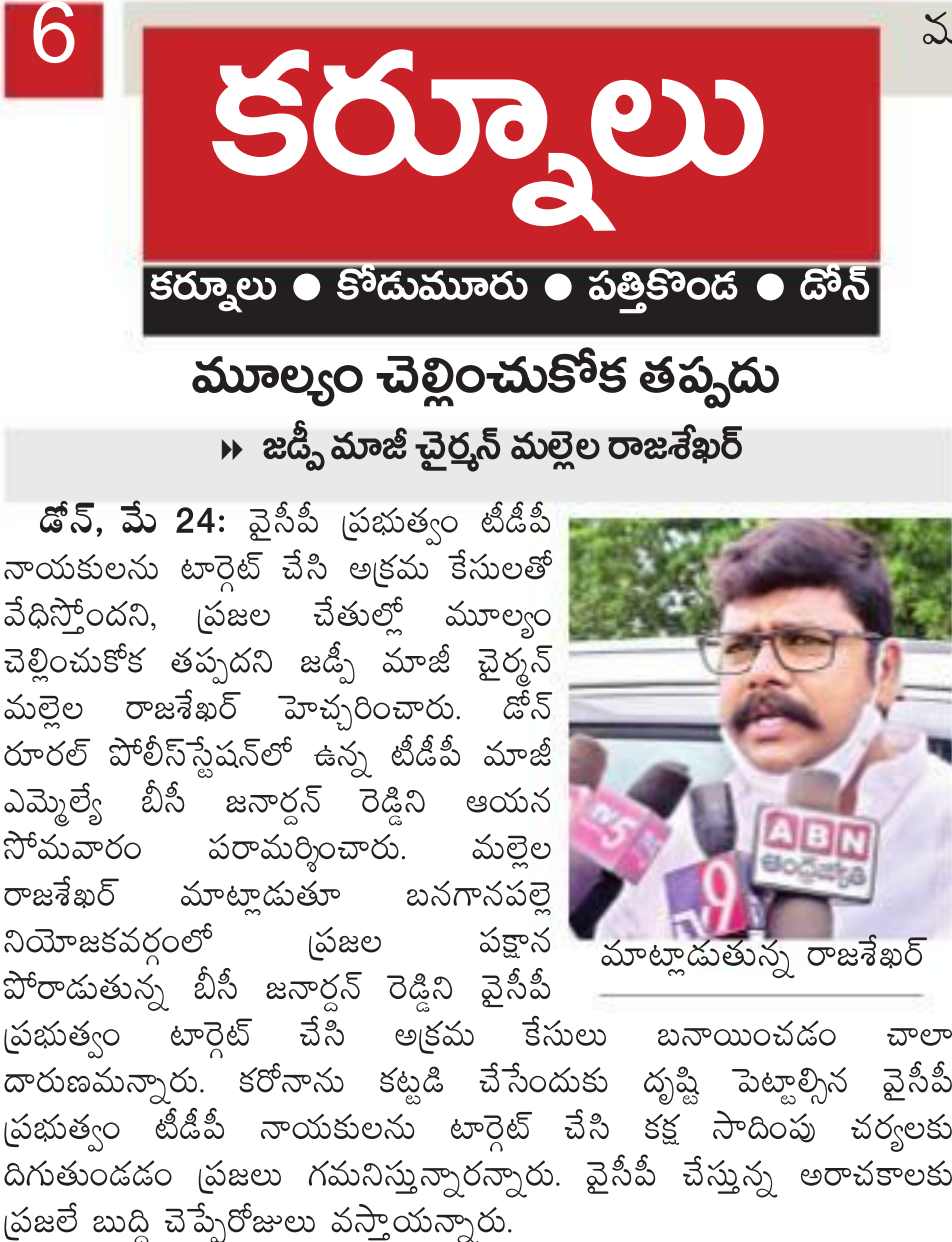 6
కర్నూలు
కర్నూలు ● కోడుమూరు ● పత్తికొండ ● డోన్
మూల్యం చెల్లించుకోక తప్పదు
జడ్పీ మాజీ చైర్మన్ మల్లెల రాజశేఖర్
డోన్, మే 24: వైసీపీ ప్రభుత్వం టీడీపీ
నాయకులను టార్గెట్ చేసి అక్రమ కేసులతో
వేధిస్తోందని, ప్రజల చేతుల్లో మూల్యం
చెల్లించుకోక తప్పదని జడ్పీ మాజీ చైర్మన్
మల్లెల రాజశేఖర్ హెచ్చరించారు. డోన్
రూరల్ పోలీస్‌స్టేషన్‌లో ఉన్న టీడీపీ మాజీ
ఎమ్మెల్యే బీసీ జనార్దన్ రెడ్డిని ఆయన
సోమవారం పరామర్శించారు. మల్లెల
రాజశేఖర్ మాట్లాడుతూ బనగానపల్లె
నియోజకవర్గంలో ప్రజల పక్షాన
పోరాడుతున్న బీసీ జనార్దన్ రెడ్డిని వైసీపీ
ప్రభుత్వం టార్గెట్ చేసి అక్రమ కేసులు బనాయించడం చాలా
దారుణమన్నారు. కరోనాను కట్టడి చేసేందుకు దృష్టి పెట్టాల్సిన వైసీపీ
ప్రభుత్వం టీడీపీ నాయకులను టార్గెట్ చేసి కక్ష సాదింపు చర్యలకు
దిగుతుండడం ప్రజలు గమనిస్తున్నారన్నారు. వైసీపీ చేస్తున్న అరాచకాలకు
ప్రజలే బుద్ధి చెప్పేరోజులు వస్తాయన్నారు.
TV5
TV9
ABN
ఆంధ్రజ్యోతి
మాట్లాడుతున్న రాజశేఖర్